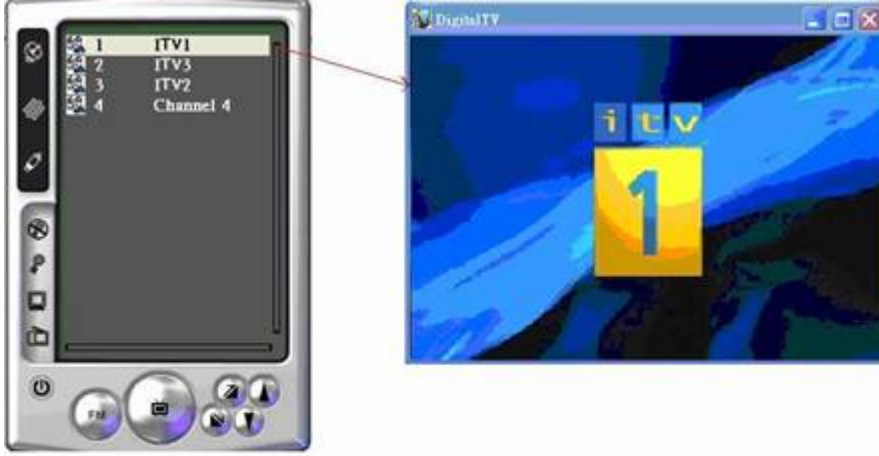 1 ITV1
2 ITV3
3 ITV2
4 Channel 4
FM
DigitalTV
itv
1